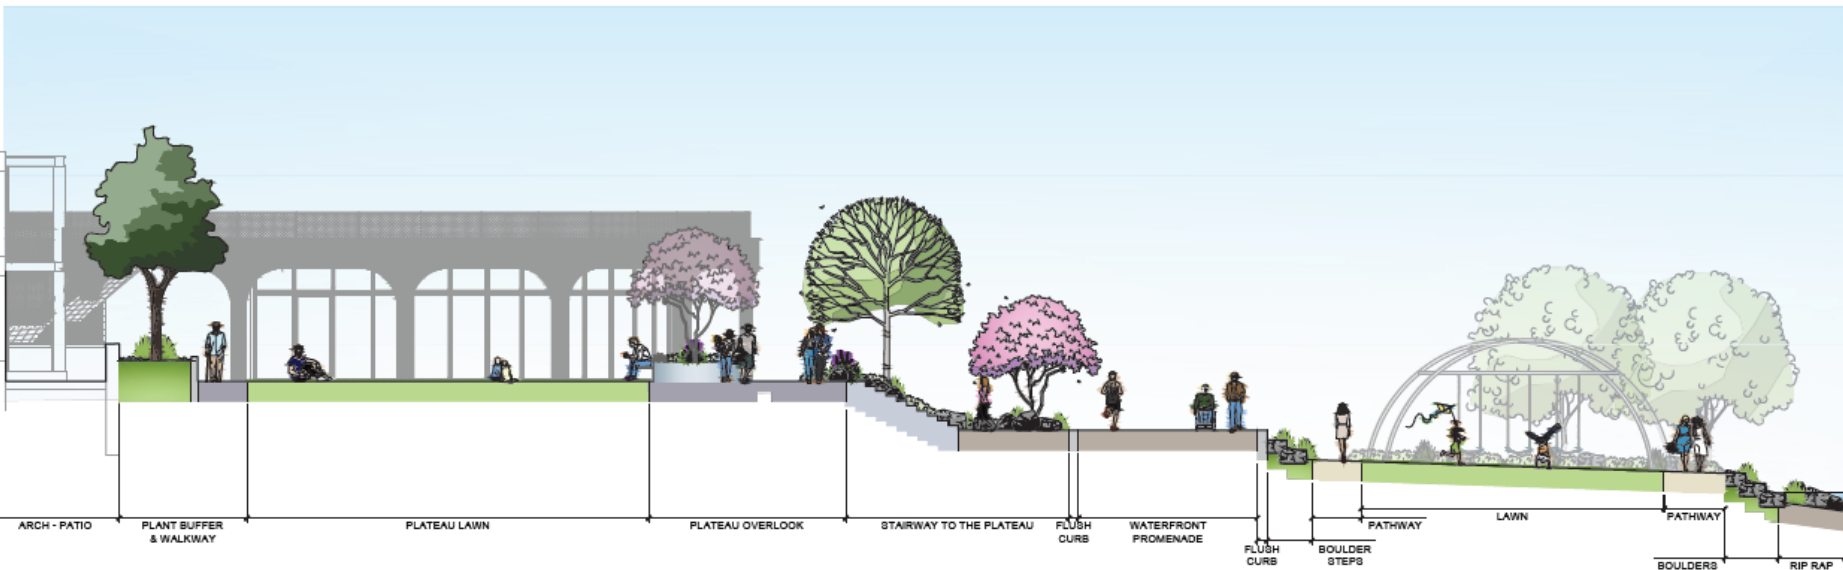 ARCH - PATIO
PLANT BUFFER
& WALKWAY
PLATEAU LAWN
PLATEAU OVERLOOK
STAIRWAY TO THE PLATEAU
FLUSH
CURB
WATERFRONT
PROMENADE
FLUSH
CURB
BOULDER
STEPS
PATHWAY
LAWN
PATHWAY
BOULDERS
RIP RAP